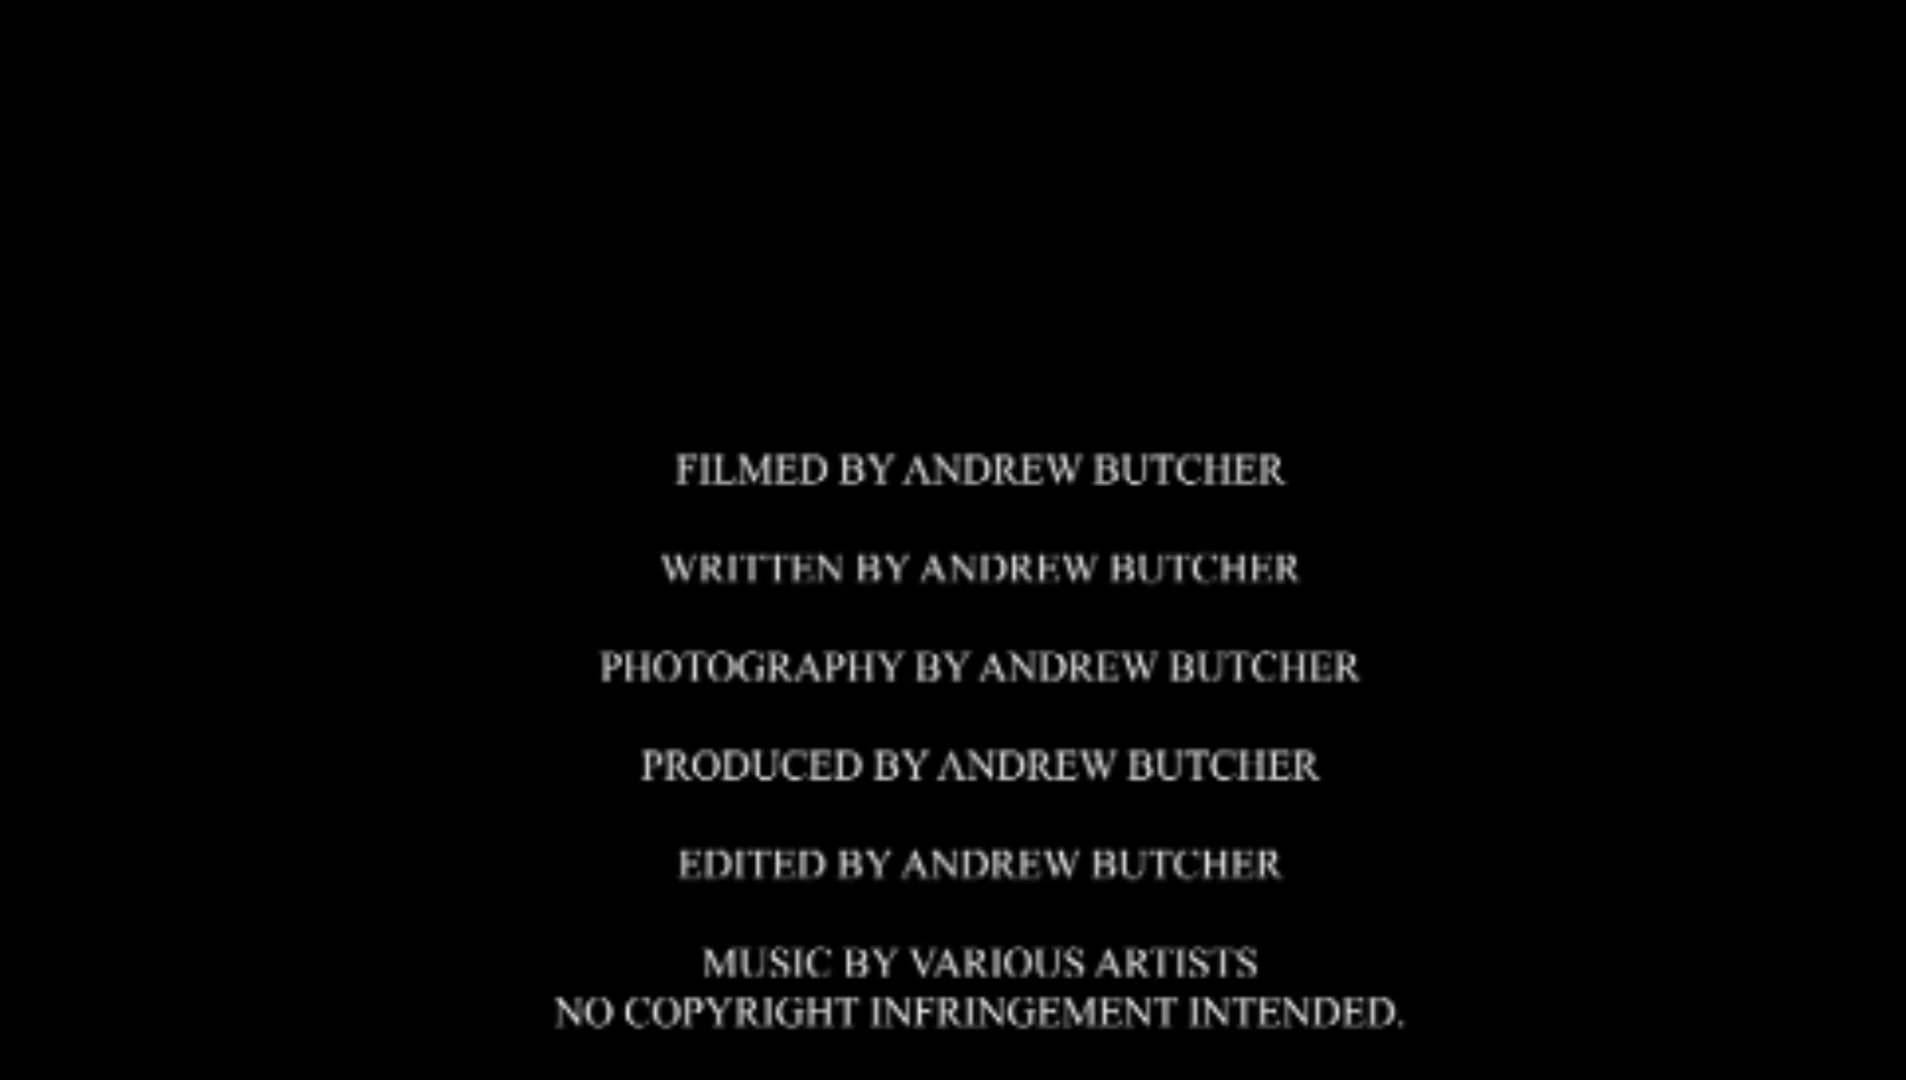 FILMED BY ANDREW BUTCHER
WRITTEN BY ANDREW BUTCHER
PHOTOGRAPHY BY ANDREW BUTCHER
PRODUCED BY ANDREW BUTCHER
EDITED BY ANDREW BUTCHER
MUSIC BY VARIOUS ARTISTS
NO COPYRIGHT INFRINGEMENT INTENDED.